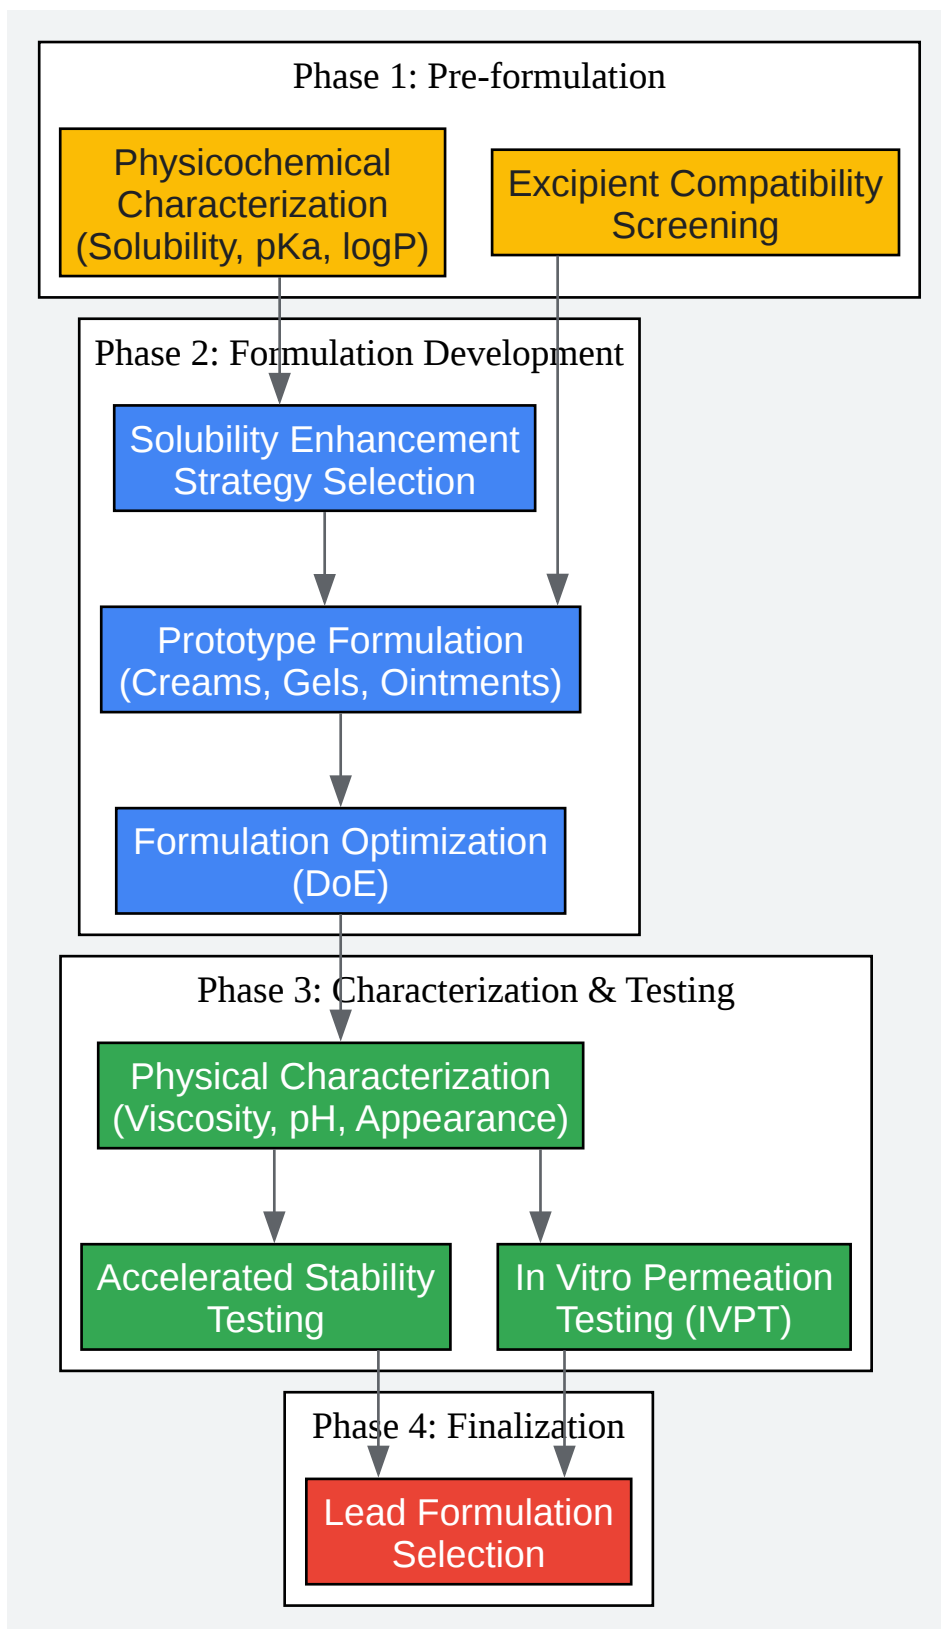 Phase 1: Pre-formulation
Physicochemical
Characterization
(Solubility, pKa, logP)
Excipient Compatibility
Screening
Phase 2: Formulation Development
Solubility Enhancement
Strategy Selection
Prototype Formulation
(Creams, Gels, Ointments)
Formulation Optimization
(DoE)
Phase 3: Characterization & Testing
Physical Characterization
(Viscosity, pH, Appearance)
Accelerated Stability
Testing
In Vitro Permeation
Testing (IVPT)
Phase 4: Finalization
Lead Formulation
Selection